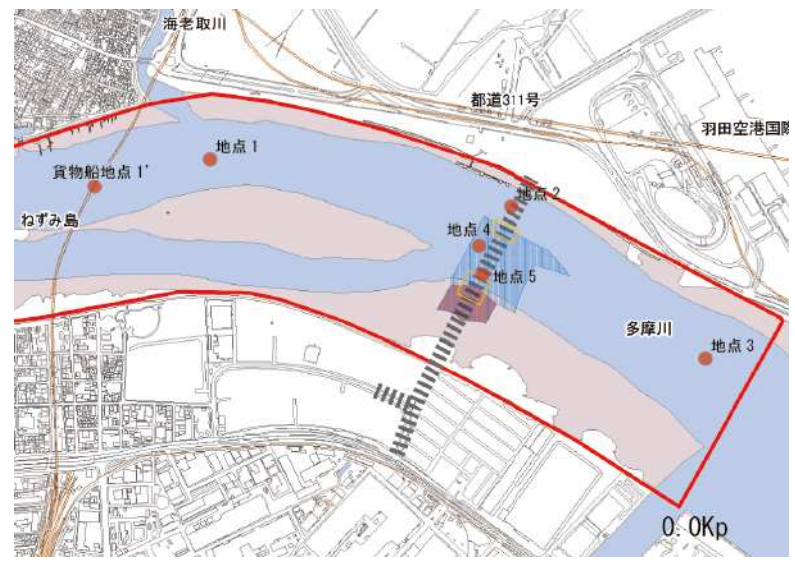 海老取川
都道311号
羽田空港国際
地点 1
貨物船地点 1'
地点 2
ねずみ島
地点 4
地点 5
多摩川
地点 3
0.0Kp